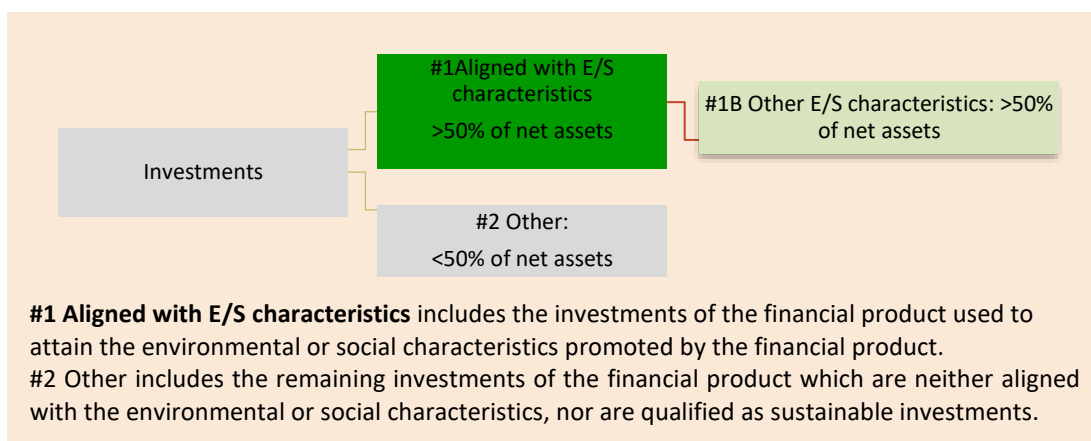 #1Aligned with E/S
characteristics
>50% of net assets
#1B Other E/S characteristics: >50%
of net assets
Investments
#2 Other:
<50% of net assets
#1 Aligned with E/S characteristics includes the investments of the financial product used to
attain the environmental or social characteristics promoted by the financial product.
#2 Other includes the remaining investments of the financial product which are neither aligned
with the environmental or social characteristics, nor are qualified as sustainable investments.